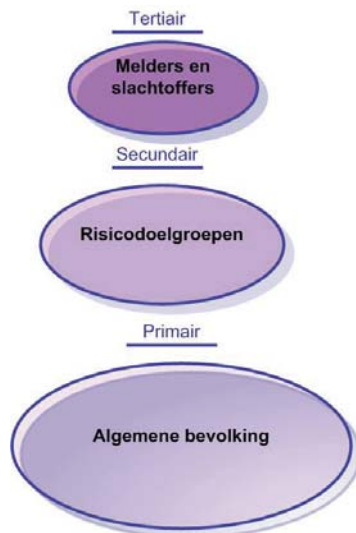 Tertiair
Melders en
slachtoffers
Secundair
Risicodoelgroepen
Primair
Algemene bevolking